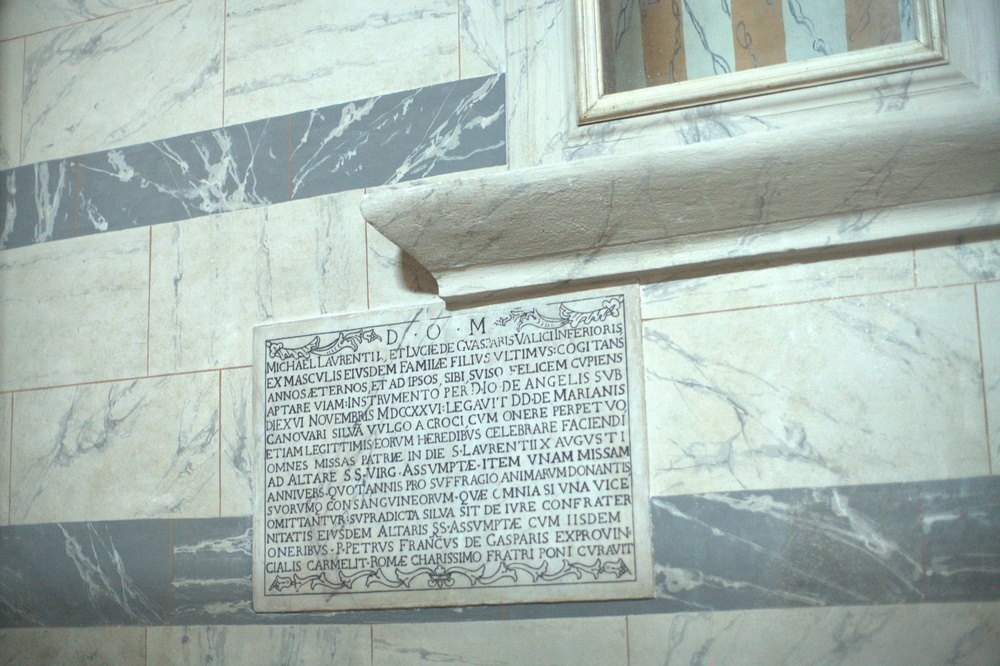 D · O · M
MICHAEL LAVRENTII, ET LVCIE DE GVASPARIS VALICI INFERIORIS
EX MASCVLIS EIVSDEM FAMILÆ FILIVS VLTIMVS: COGITANS
ANNOS ÆTERNOS, ET AD IPSOS, SIBI, SVISQ FELICEM CVPIENS
APTARE VIAM: INSTRVMENTO PER DIO · DE ANGELIS SVB
DIE XVI NOVEMBRIS MDCCXXVI: LEGAVIT DD· DE MARIANIS
CANOVARI SILVĀ VVLGO A CROCI, CVM ONERE PERPETVO
ETIAM LEGITTIMIS EORVM HEREDIBVS CELEBRARE FACIENDI
OMNES MISSAS PATRIÆ IN DIE S· LAVRENTII X AVGVSTI
AD ALTARE SS· VIRG· ASSVMPTÆ· ITEM VNAM MISSAM
ANNIVERS· QVOTANNIS PRO SVFFRAGIO ANIMARVM DONANTIS
SVORVMQ CONSANGVINEORVM· QVÆ OMNIA SI VNA VICE
OMITTANTVR: SVPRADICTA SILVA SIT DE IVRE CONFRATER
NITATIS EIVSDEM ALTARIS SS· ASSVMPTÆ CVM IISDEM
ONERIBVS· P· PETRVS FRANCVS DE GASPARIS EXPROVIN·
CIALIS CARMELIT· ROMÆ CHARISSIMO FRATRI PONI CVRAVIT